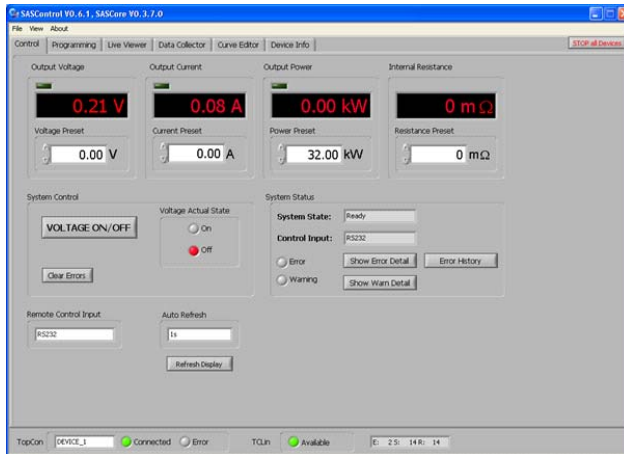 SASControl V0.6.1, SASCore V0.3.7.0
File View About
Control Programming Live Viewer Data Collector Curve Editor Device Info STOP all Devices
Output Voltage Output Current Output Power Internal Resistance
0.21 V 0.08 A 0.00 kW 0 mΩ
Voltage Preset Current Preset Power Preset Resistance Preset
0.00 V 0.00 A 32.00 kW 0 mΩ
System Control System Status
Voltage Actual State
System State: Ready
VOLTAGE ON/OFF On
Control Input: RS232
Off
Error Show Error Detail Error History
Clear Errors
Warning Show Warn Detail
Remote Control Input Auto Refresh
RS232 1s
Refresh Display
TopCon DEVICE_1 Connected Error TCLin Available E: 2 S: 14 R: 14